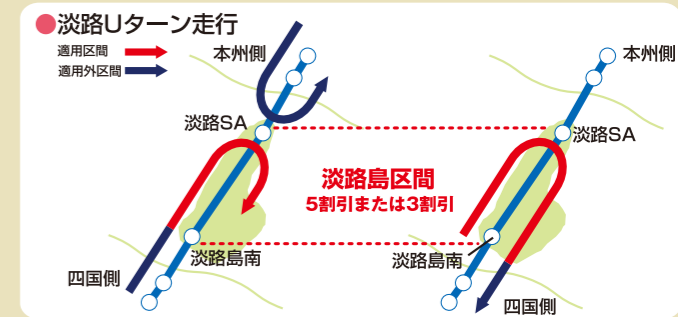 ●淡路Uターン走行
適用区間
適用外区間
本州側
淡路SA
淡路島区間
5割引または3割引
淡路島南
四国側
本州側
淡路SA
淡路島南
四国側